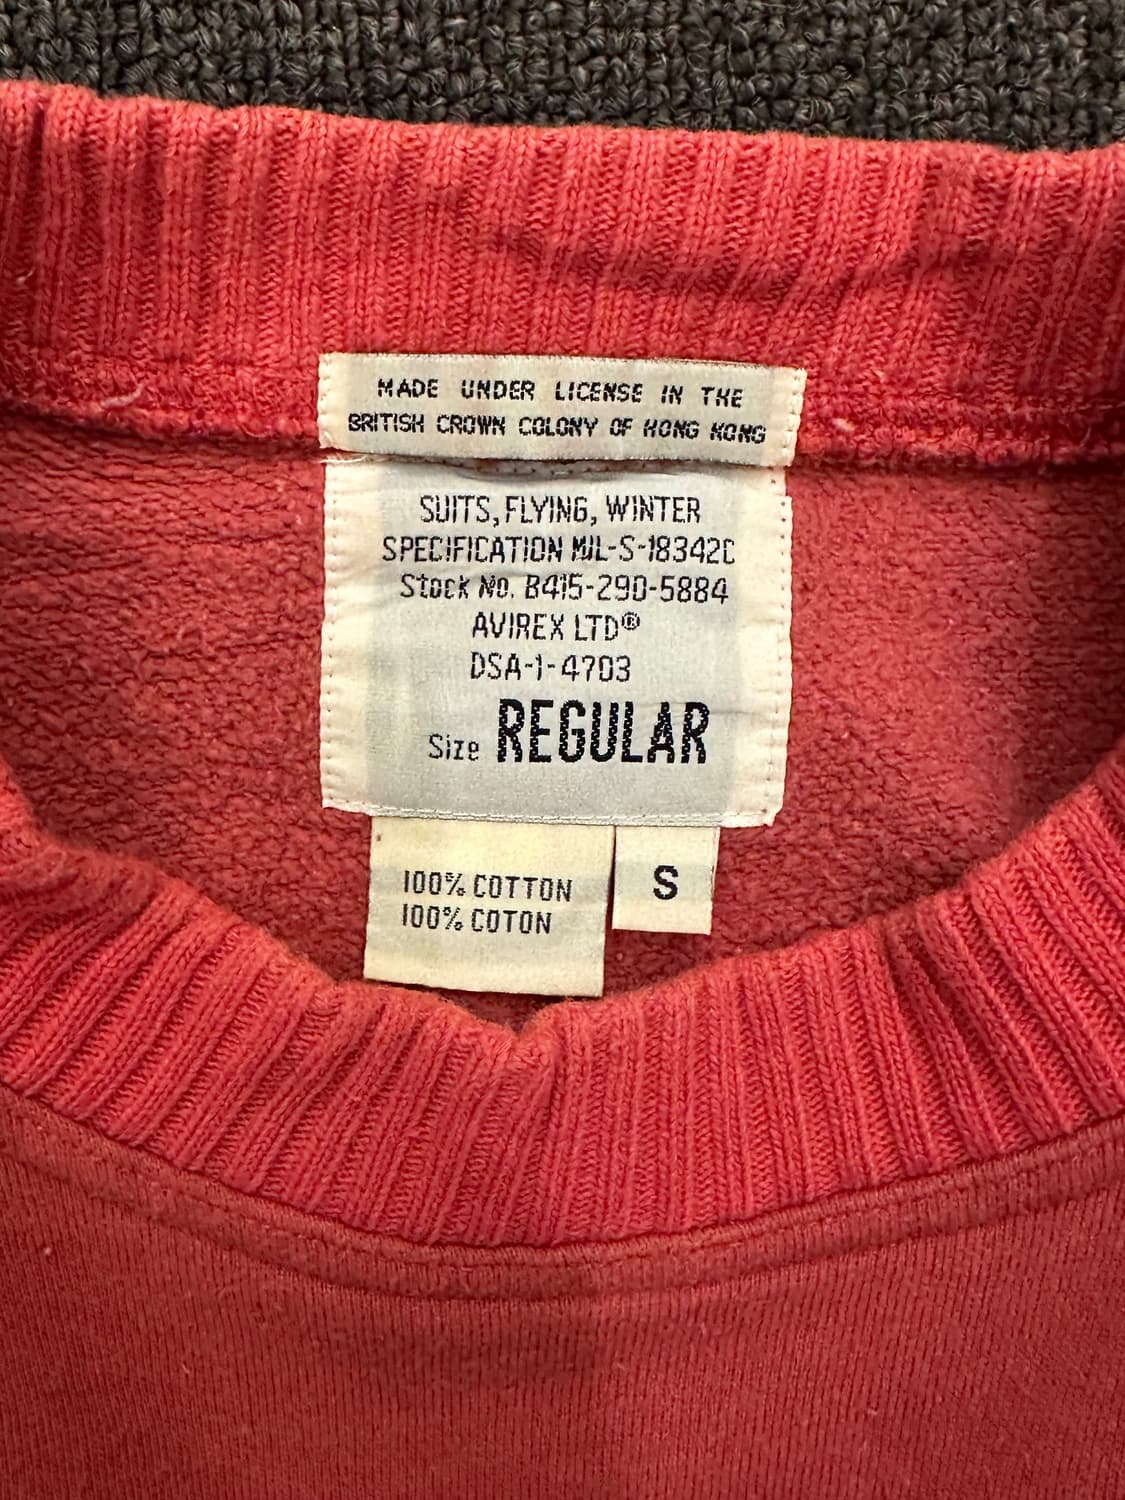 MADE UNDER LICENSE IN THE
BRITISH CROWN COLONY OF HONG KONG
SUITS, FLYING, WINTER
SPECIFICATION MIL-S-18342C
Stock No. B415-290-5884
AVIREX LTD®
DSA-1-4703
Size REGULAR
100% COTTON
100% COTON
S